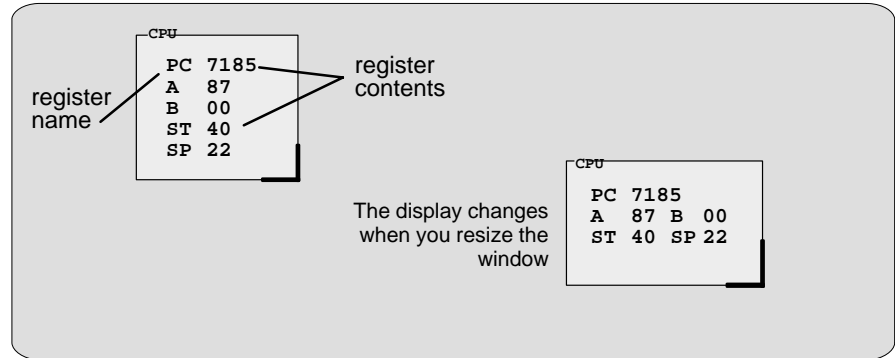 CPU
PC 7185
A 87
B 00
ST 40
SP 22
register
name
register
contents
The display changes
when you resize the
window
CPU
PC 7185
A 87 B 00
ST 40 SP 22